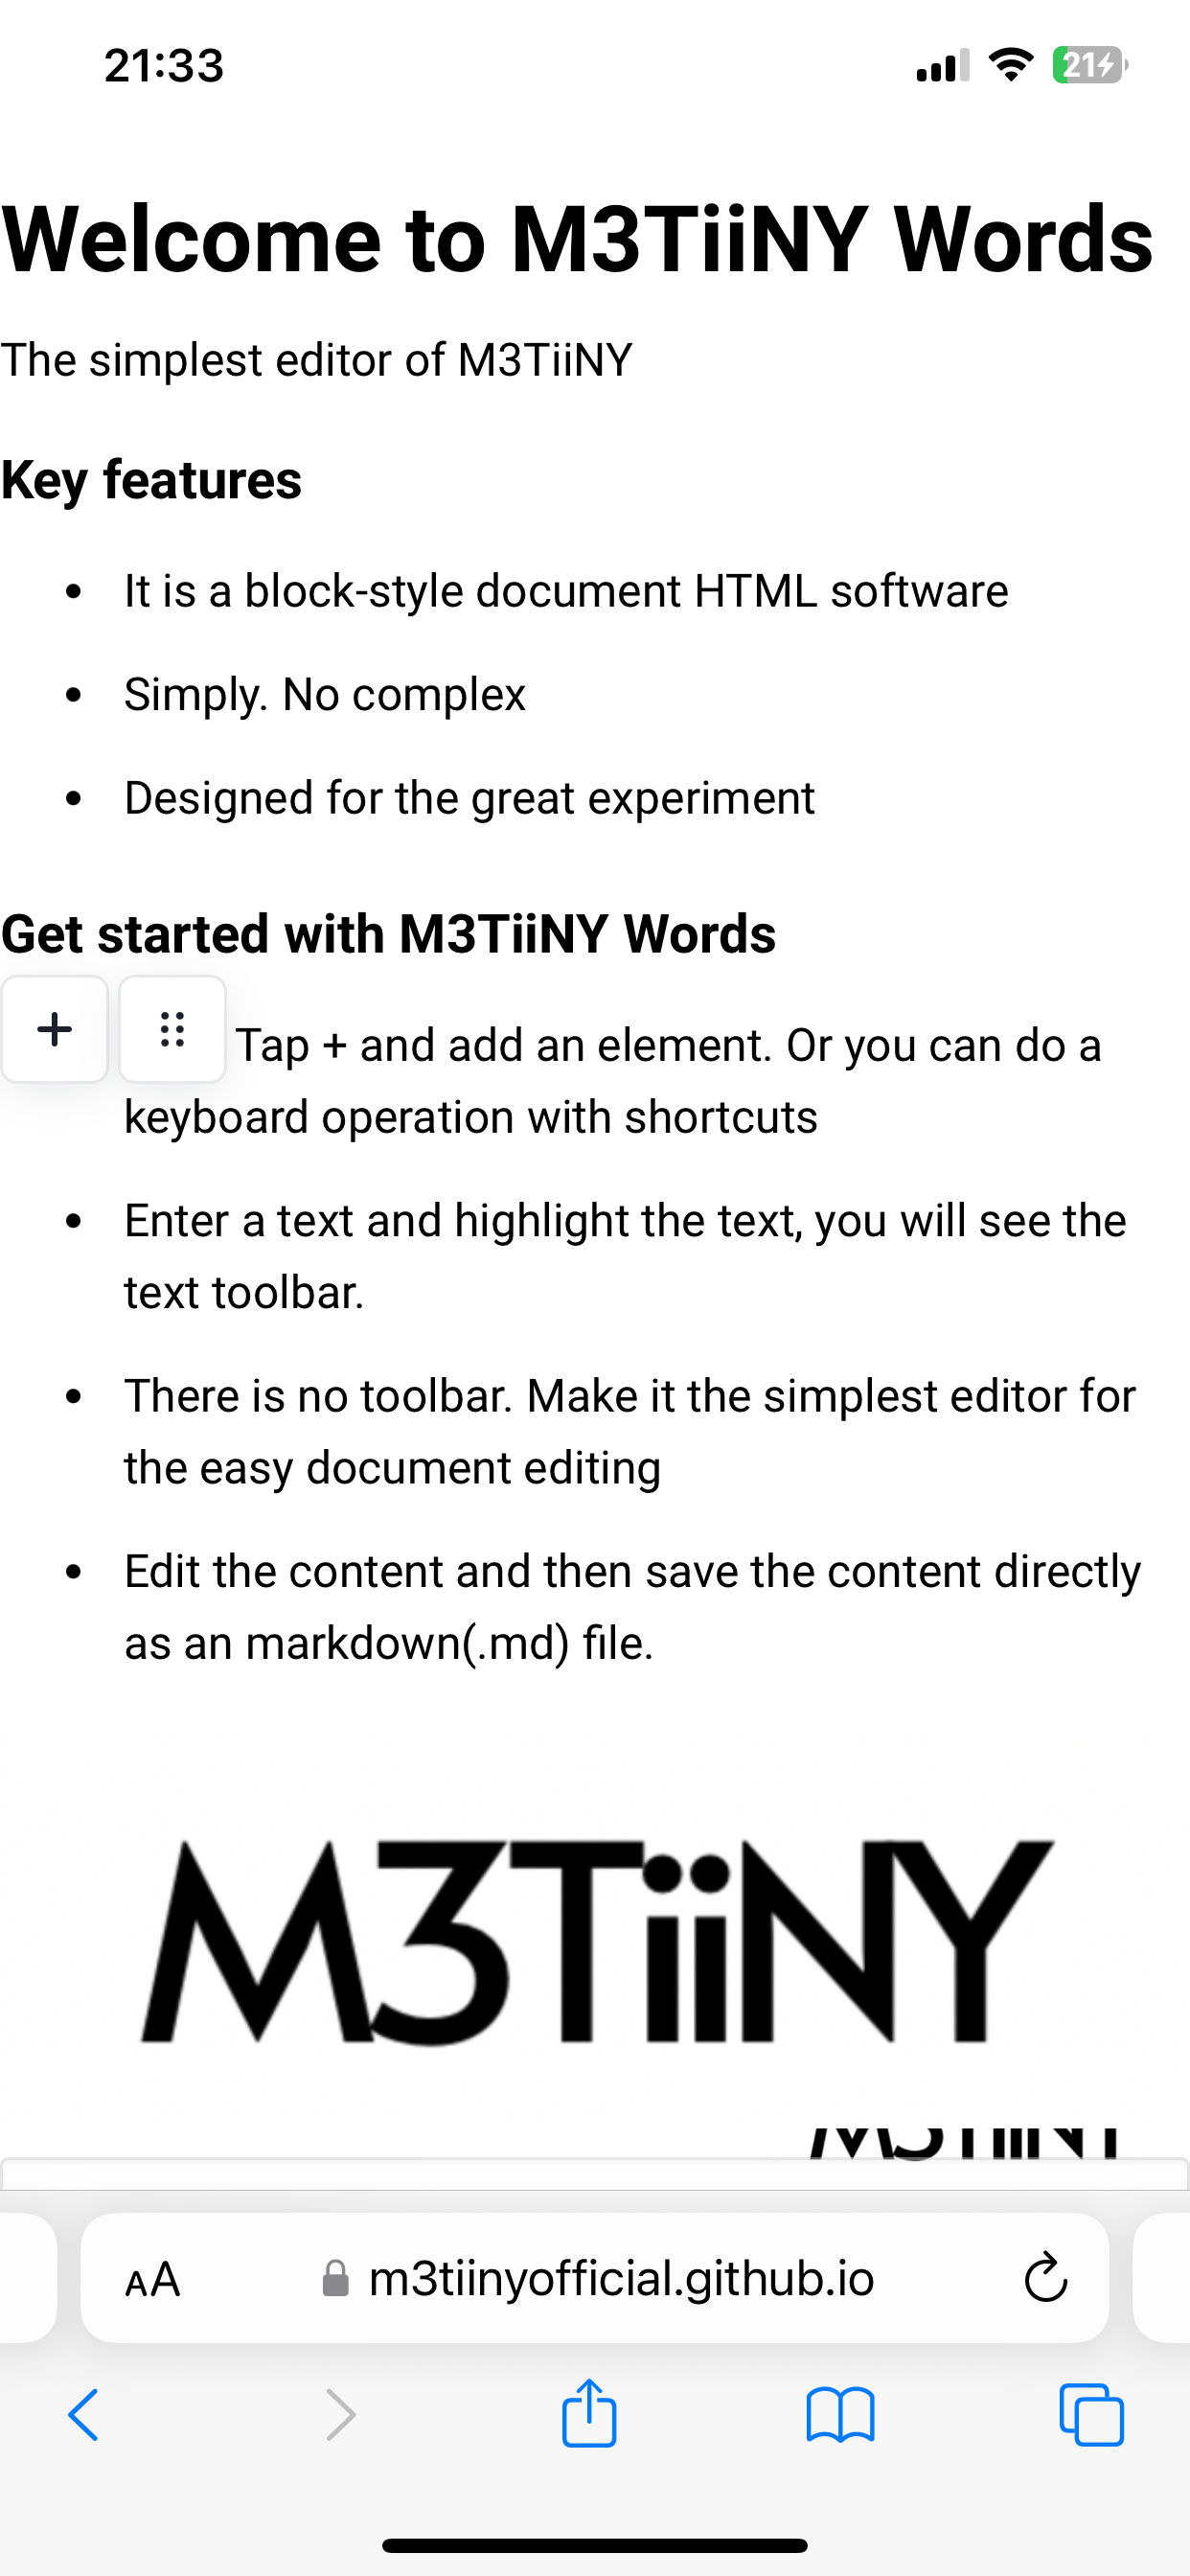 21:33
21
Welcome to M3TiiNY Words
The simplest editor of M3TiiNY
Key features
• It is a block-style document HTML software
• Simply. No complex
• Designed for the great experiment
Get started with M3TiiNY Words
+ Tap + and add an element. Or you can do a
keyboard operation with shortcuts
• Enter a text and highlight the text, you will see the
text toolbar.
• There is no toolbar. Make it the simplest editor for
the easy document editing
• Edit the content and then save the content directly
as an markdown(.md) file.
M3TiiNY
M3TiiNY
AA m3tiinyofficial.github.io